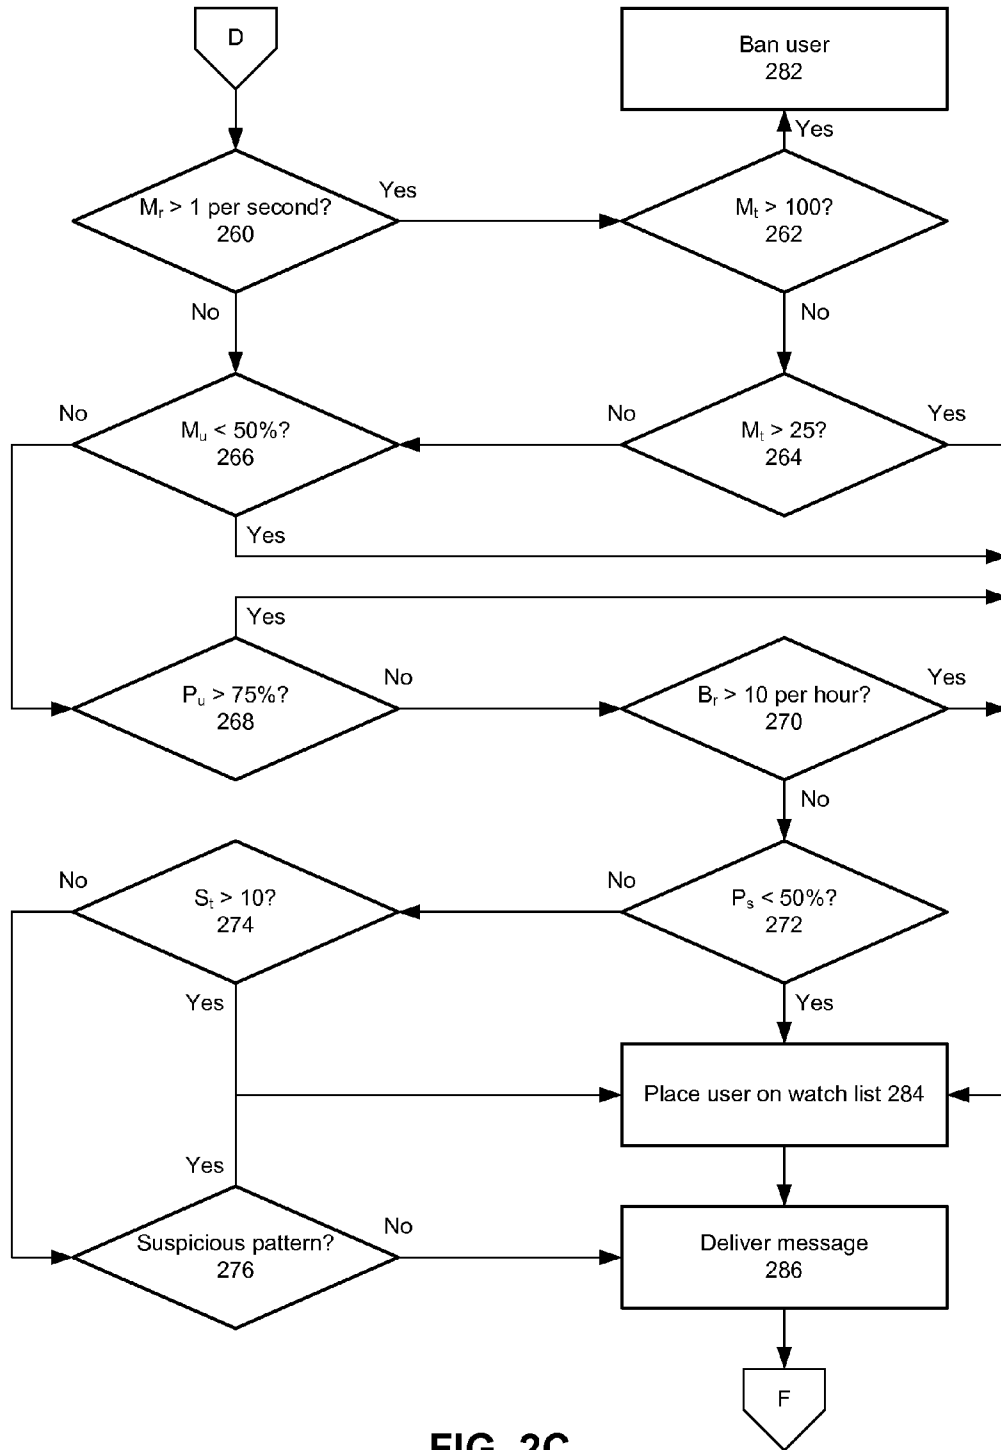 D
Ban user
282
Yes
Mr > 1 per second?
260
Yes
Mt > 100?
262
No
No
No
Mu < 50%?
266
No
Mt > 25?
264
Yes
Yes
Yes
Pu > 75%?
268
No
Br > 10 per hour?
270
Yes
No
No
St > 10?
274
No
Ps < 50%?
272
Yes
Yes
Place user on watch list 284
Yes
Suspicious pattern?
276
No
Deliver message
286
F
FIG. 2C